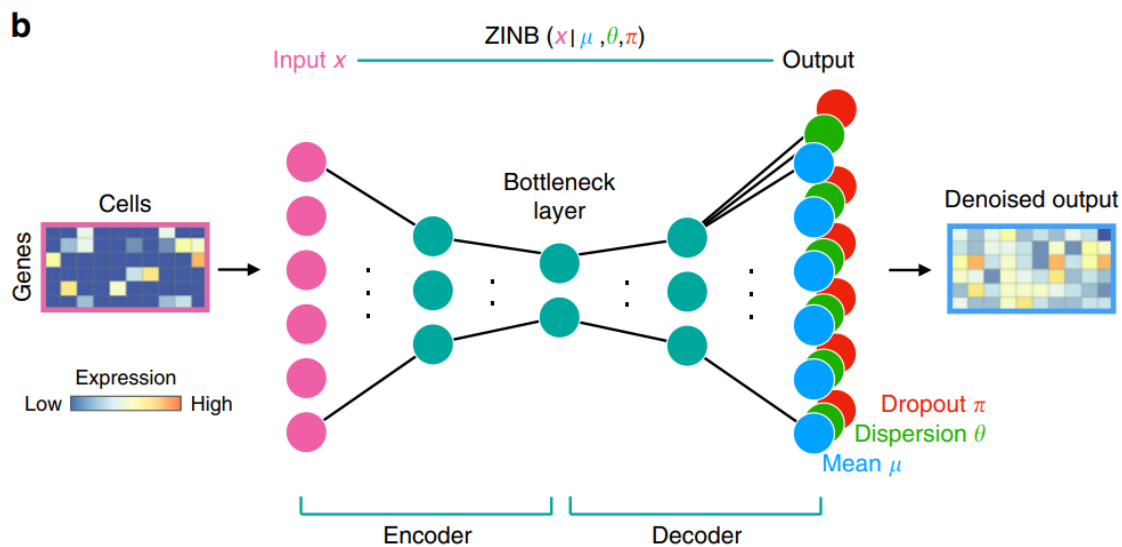 b
ZINB (x| μ ,θ,π)
Input x
Output
Bottleneck
layer
Cells
Genes
Denoised output
Expression
Low
High
Dropout π
Dispersion θ
Mean μ
Encoder
Decoder